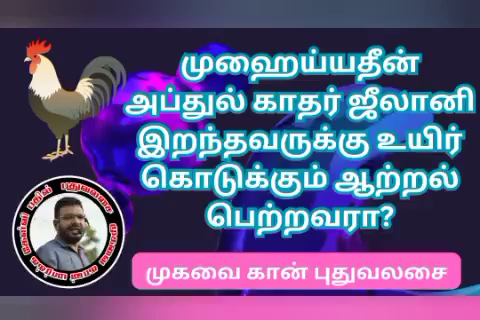 முஹைய்யதீன்
அப்துல் காதர் ஜீலானி
இறந்தவருக்கு உயிர்
கொடுக்கும் ஆற்றல்
பெற்றவரா?
முகவை கான் புதுவலசை